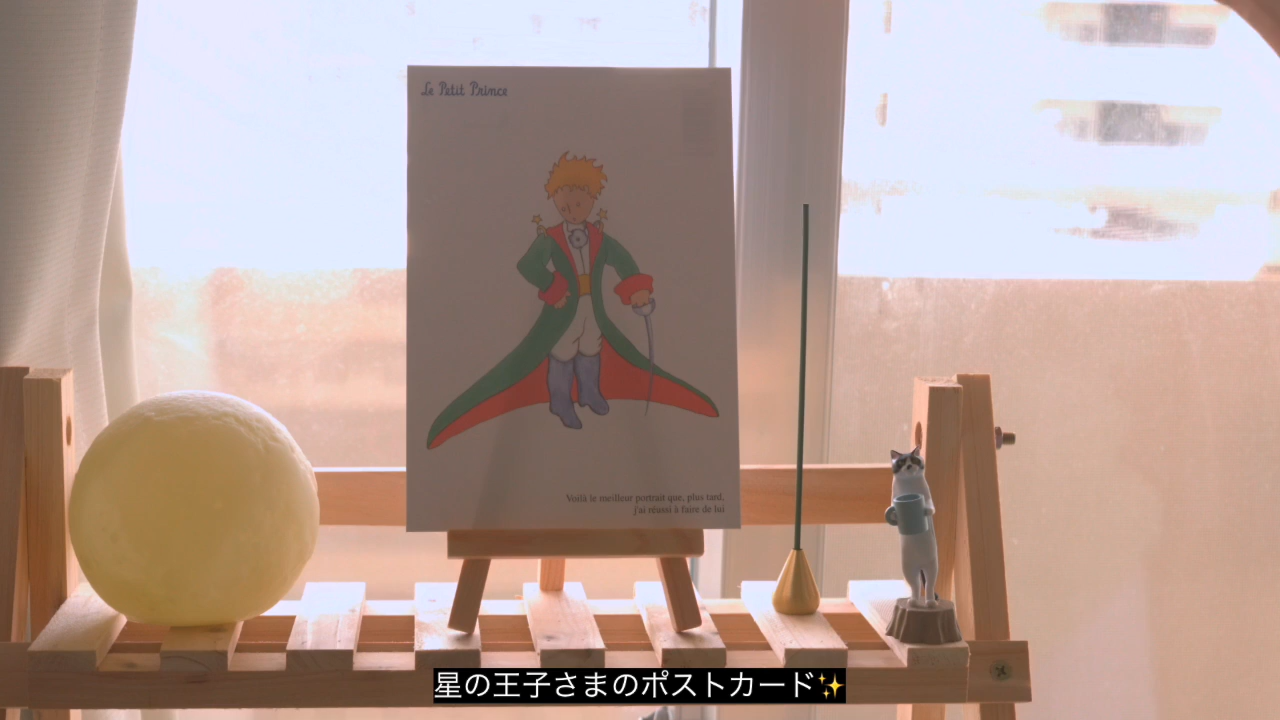 Le Petit Prince
Voilà le meilleur portrait que, plus tard,
j'ai réussi à faire de lui
星の王子さまのポストカード✨